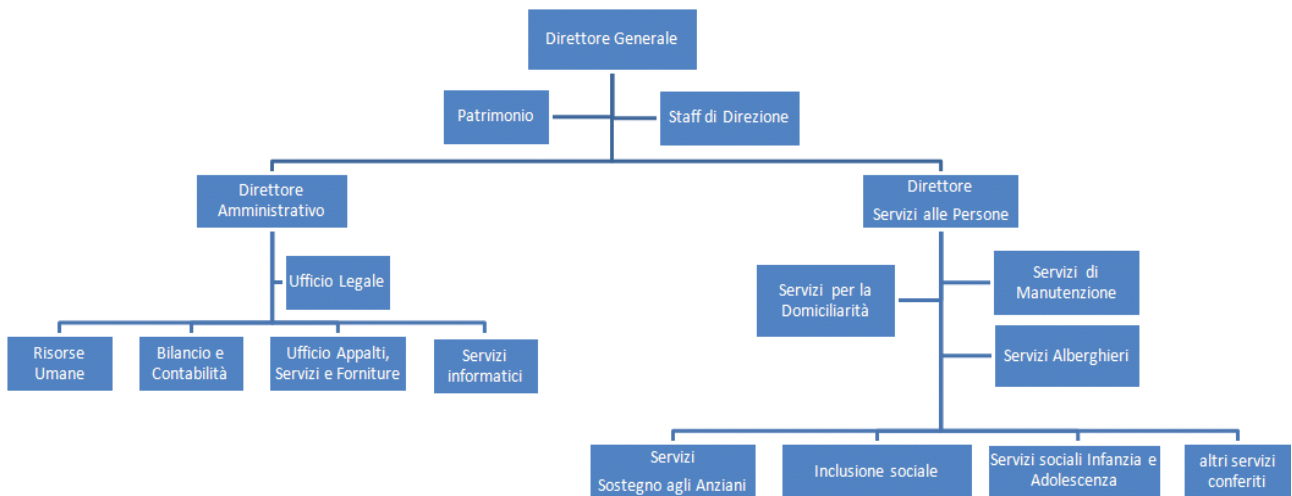 Direttore Generale
Patrimonio
Staff di Direzione
Direttore
Amministrativo
Direttore
Servizi alle Persone
Ufficio Legale
Servizi per la
Domiciliarità
Servizi di
Manutenzione
Servizi Alberghieri
Risorse
Umane
Bilancio e
Contabilità
Ufficio Appalti,
Servizi e Forniture
Servizi
informatici
Servizi
Sostegno agli Anziani
Inclusione sociale
Servizi sociali Infanzia e
Adolescenza
altri servizi
conferiti